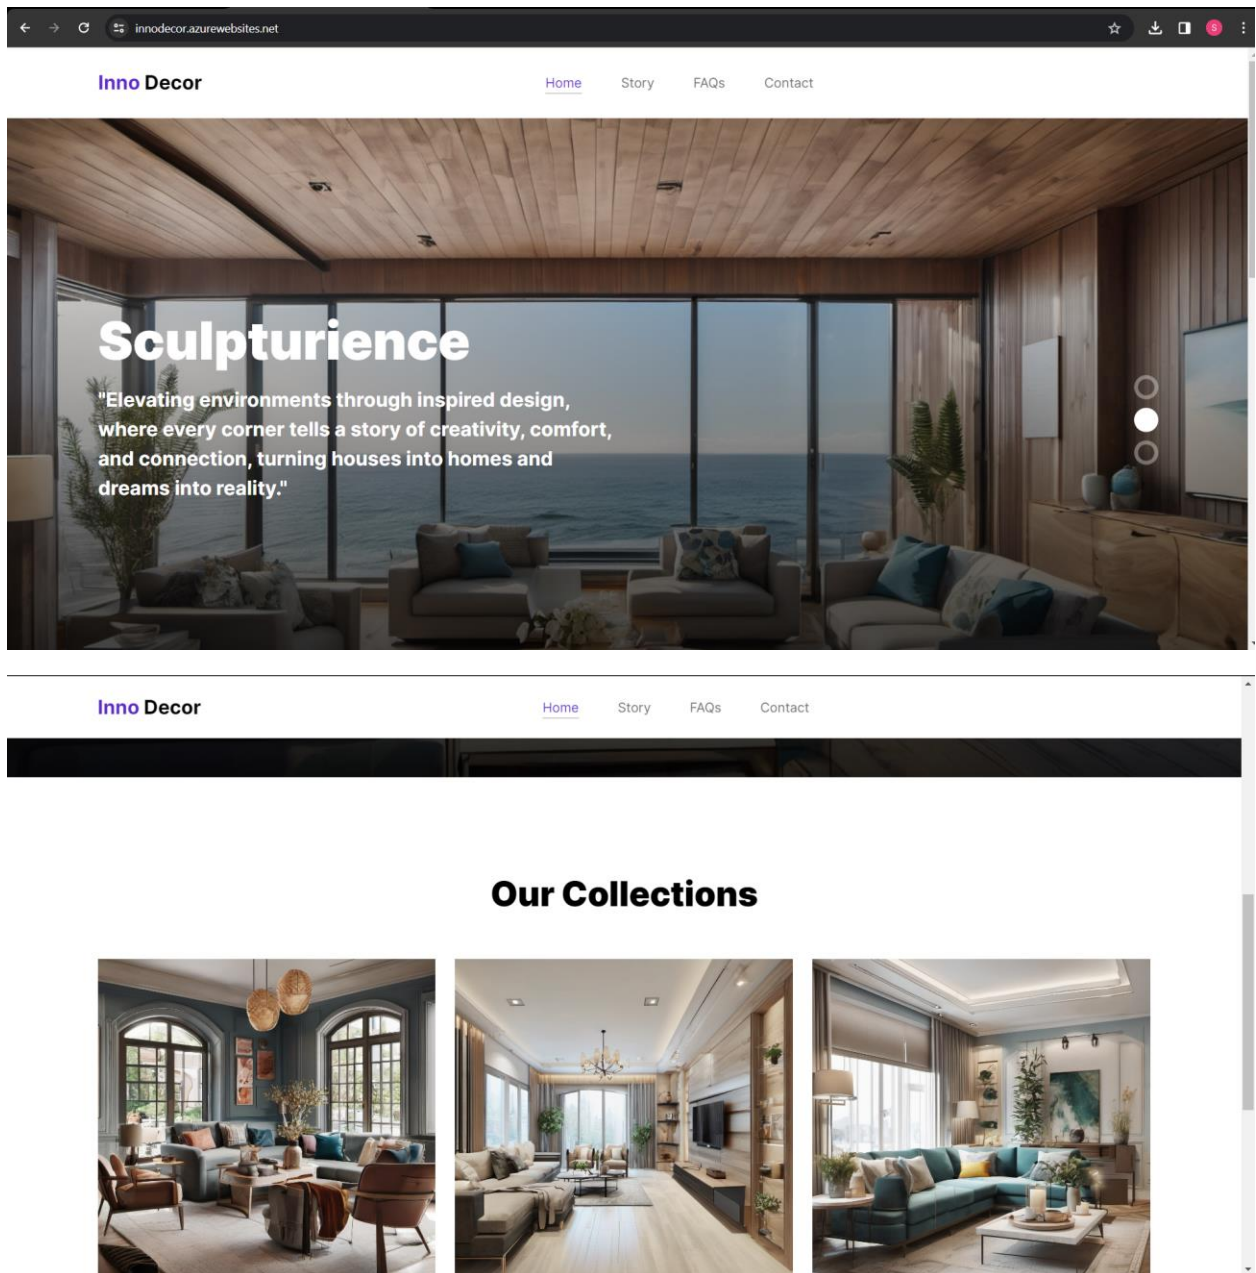 innodecor.azurewebsites.net
S
Inno Decor
Home Story FAQs Contact
Sculpturience
"Elevating environments through inspired design,
where every corner tells a story of creativity, comfort,
and connection, turning houses into homes and
dreams into reality."
Inno Decor
Home Story FAQs Contact
Our Collections